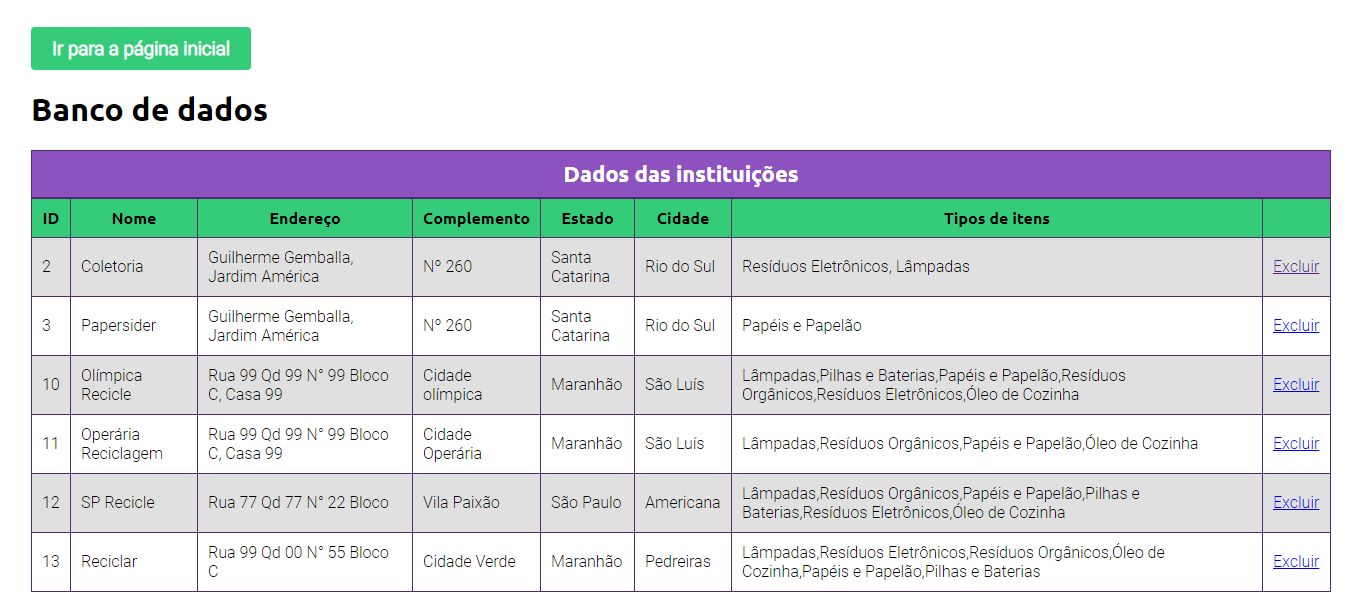 Ir para a página inicial
Banco de dados
Dados das instituições
ID Nome Endereço Complemento Estado Cidade Tipos de itens
2 Coletoria Guilherme Gemballa, Jardim América Nº 260 Santa Catarina Rio do Sul Resíduos Eletrônicos, Lâmpadas Excluir
3 Papersider Guilherme Gemballa, Jardim América Nº 260 Santa Catarina Rio do Sul Papéis e Papelão Excluir
10 Olímpica Recicle Rua 99 Qd 99 N° 99 Bloco C, Casa 99 Cidade olímpica Maranhão São Luís Lâmpadas,Pilhas e Baterias,Papéis e Papelão,Resíduos Orgânicos,Resíduos Eletrônicos,Óleo de Cozinha Excluir
11 Operária Reciclagem Rua 99 Qd 99 N° 99 Bloco C, Casa 99 Cidade Operária Maranhão São Luís Lâmpadas,Resíduos Orgânicos,Papéis e Papelão,Óleo de Cozinha Excluir
12 SP Recicle Rua 77 Qd 77 N° 22 Bloco Vila Paixão São Paulo Americana Lâmpadas,Resíduos Orgânicos,Papéis e Papelão,Pilhas e Baterias,Resíduos Eletrônicos,Óleo de Cozinha Excluir
13 Reciclar Rua 99 Qd 00 N° 55 Bloco C Cidade Verde Maranhão Pedreiras Lâmpadas,Resíduos Eletrônicos,Resíduos Orgânicos,Óleo de Cozinha,Papéis e Papelão,Pilhas e Baterias Excluir